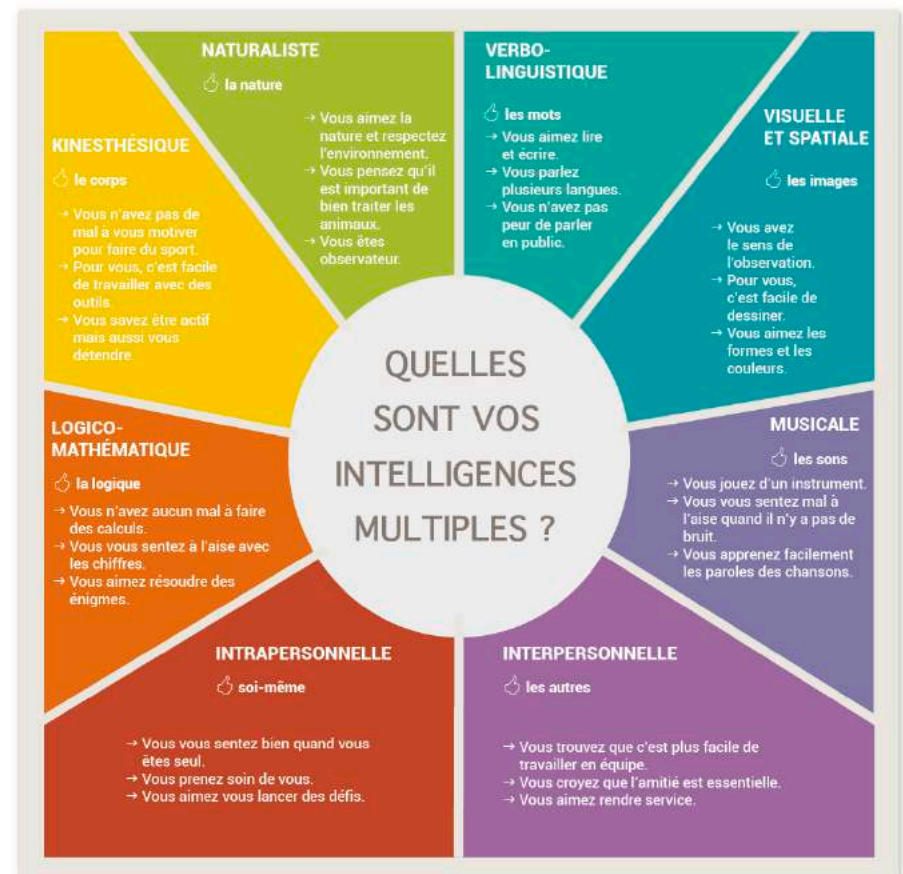 NATURALISTE
la nature
→ Vous aimez la
nature et respectez
l'environnement.
→ Vous pensez qu'il
est important de
bien traiter les
animaux.
→ Vous êtes
observateur.
VERBO-
LINGUISTIQUE
les mots
→ Vous aimez lire
et écrire.
→ Vous parlez
plusieurs langues.
→ Vous n'avez pas
peur de parler
en public.
VISUELLE
ET SPATIALE
les images
→ Vous avez
le sens de
l'observation.
→ Pour vous,
c'est facile de
dessiner.
→ Vous aimez les
formes et les
couleurs.
KINESTHÉSIQUE
le corps
→ Vous n'avez pas de
mal à vous motiver
pour faire du sport.
→ Pour vous, c'est facile
de travailler avec des
outils.
→ Vous savez être actif
mais aussi vous
détendre.
QUELLES
SONT VOS
INTELLIGENCES
MULTIPLES ?
LOGICO-
MATHÉMATIQUE
la logique
→ Vous n'avez aucun mal à faire
des calculs.
→ Vous vous sentez à l'aise avec
les chiffres.
→ Vous aimez résoudre des
énigmes.
MUSICALE
les sons
→ Vous jouez d'un instrument.
→ Vous vous sentez mal à
l'aise quand il n'y a pas de
bruit.
→ Vous apprenez facilement
les paroles des chansons.
INTRAPERSONNELLE
soi-même
→ Vous vous sentez bien quand vous
êtes seul.
→ Vous prenez soin de vous.
→ Vous aimez vous lancer des défis.
INTERPERSONNELLE
les autres
→ Vous trouvez que c'est plus facile de
travailler en équipe.
→ Vous croyez que l'amitié est essentielle.
→ Vous aimez rendre service.